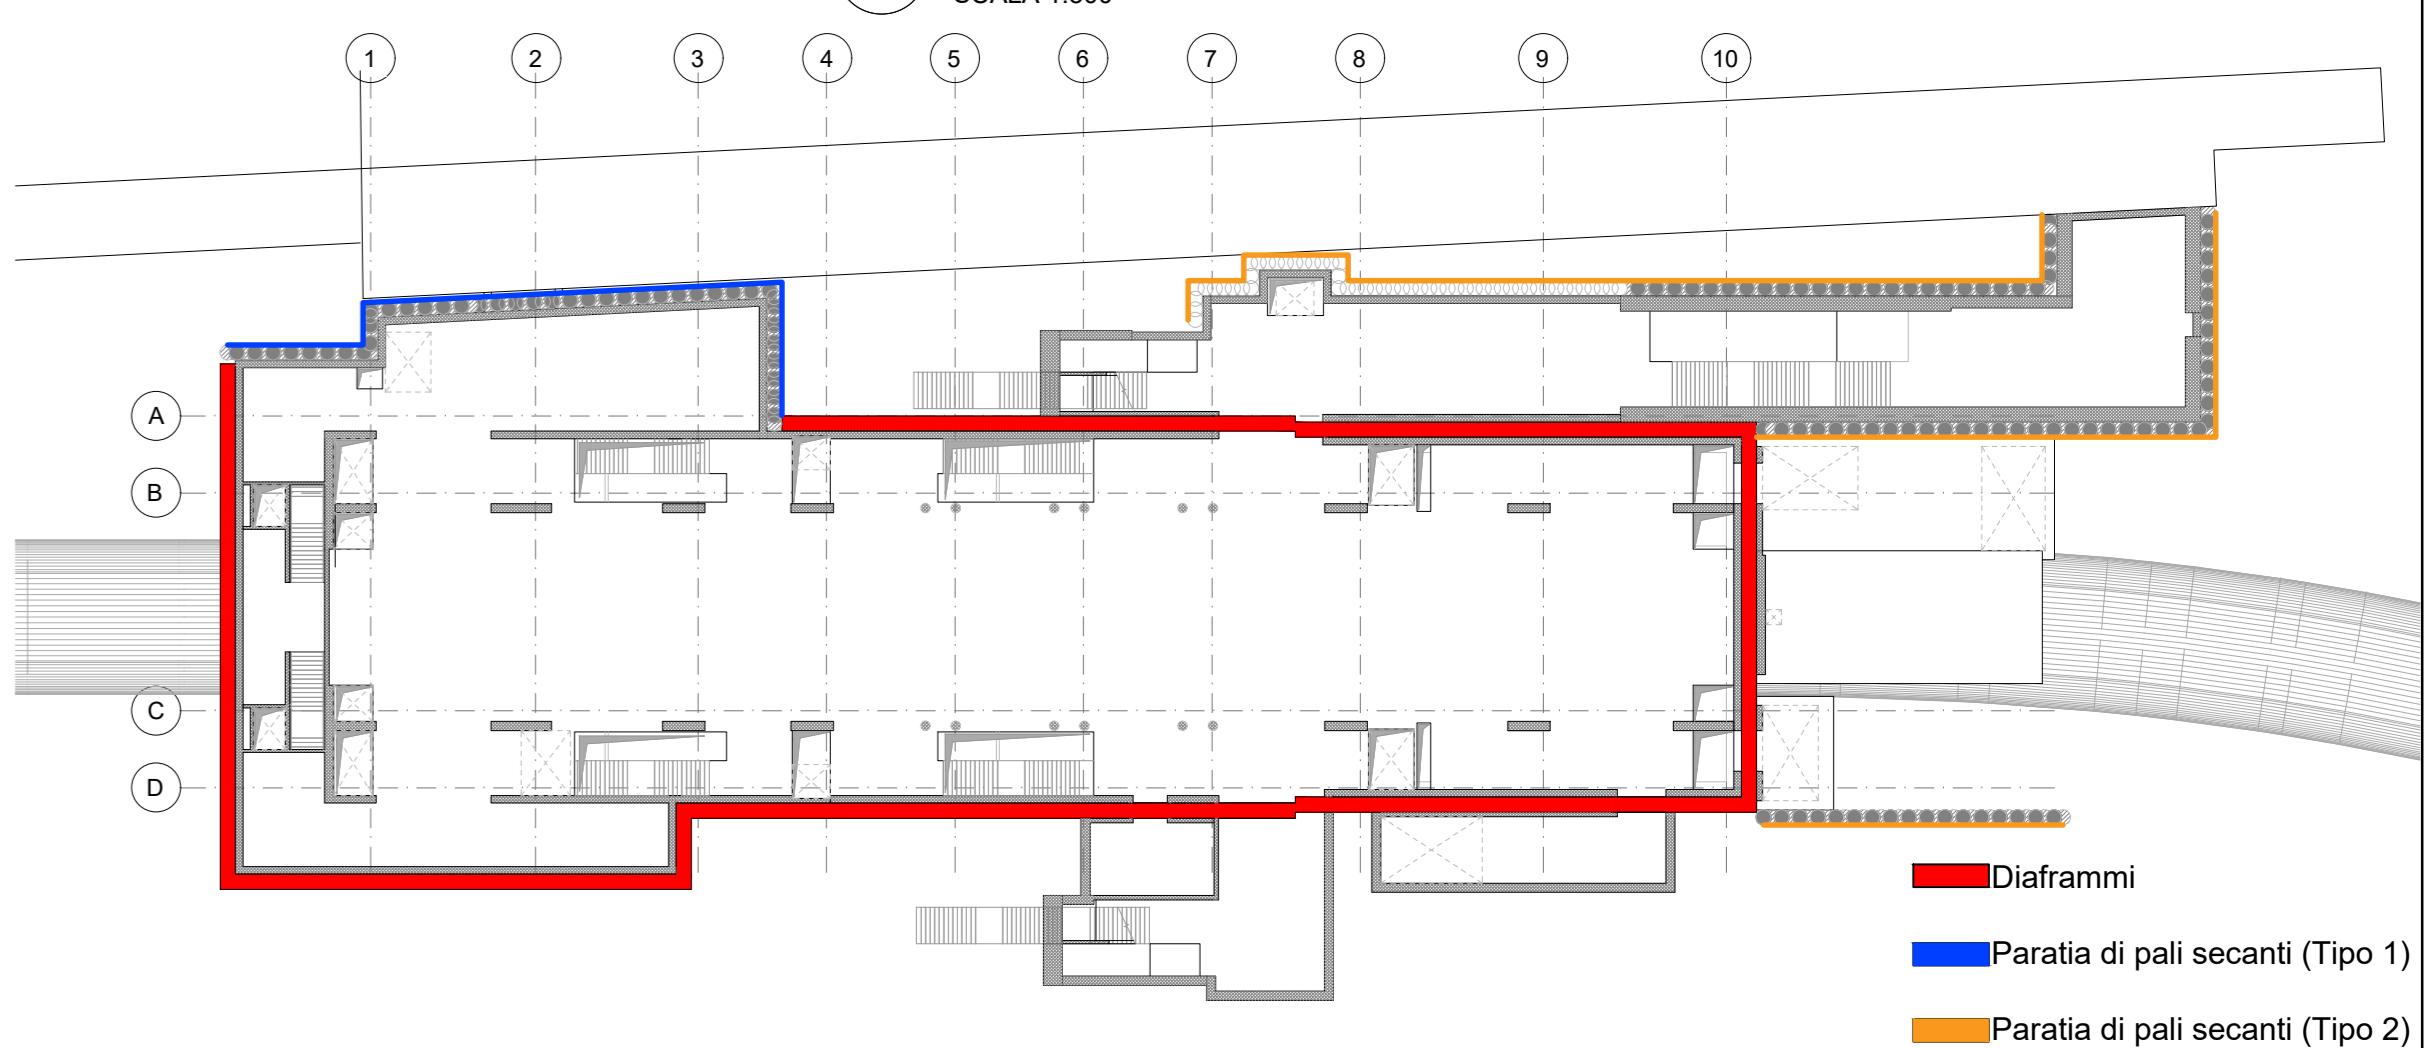 1 2 3 4 5 6 7 8 9 10
A
B
C
D
Diaframmi
Paratia di pali secanti (Tipo 1)
Paratia di pali secanti (Tipo 2)